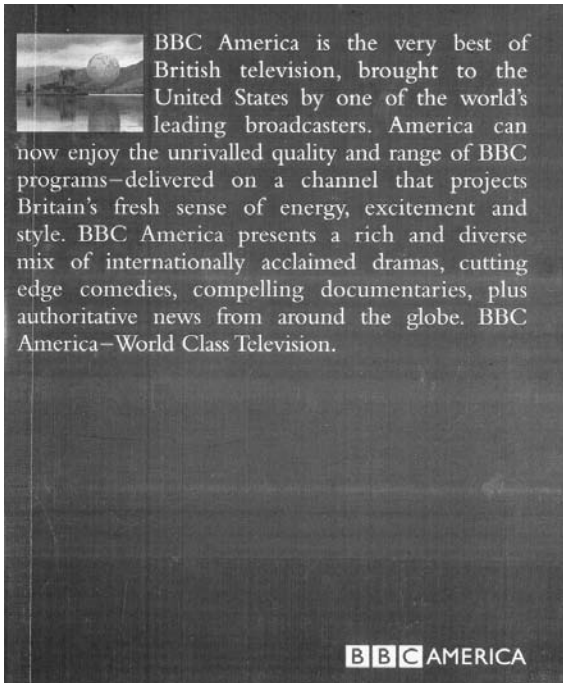 BBC America is the very best of
British television, brought to the
United States by one of the world's
leading broadcasters. America can
now enjoy the unrivalled quality and range of BBC
programs—delivered on a channel that projects
Britain's fresh sense of energy, excitement and
style. BBC America presents a rich and diverse
mix of internationally acclaimed dramas, cutting
edge comedies, compelling documentaries, plus
authoritative news from around the globe. BBC
America—World Class Television.
BBC AMERICA